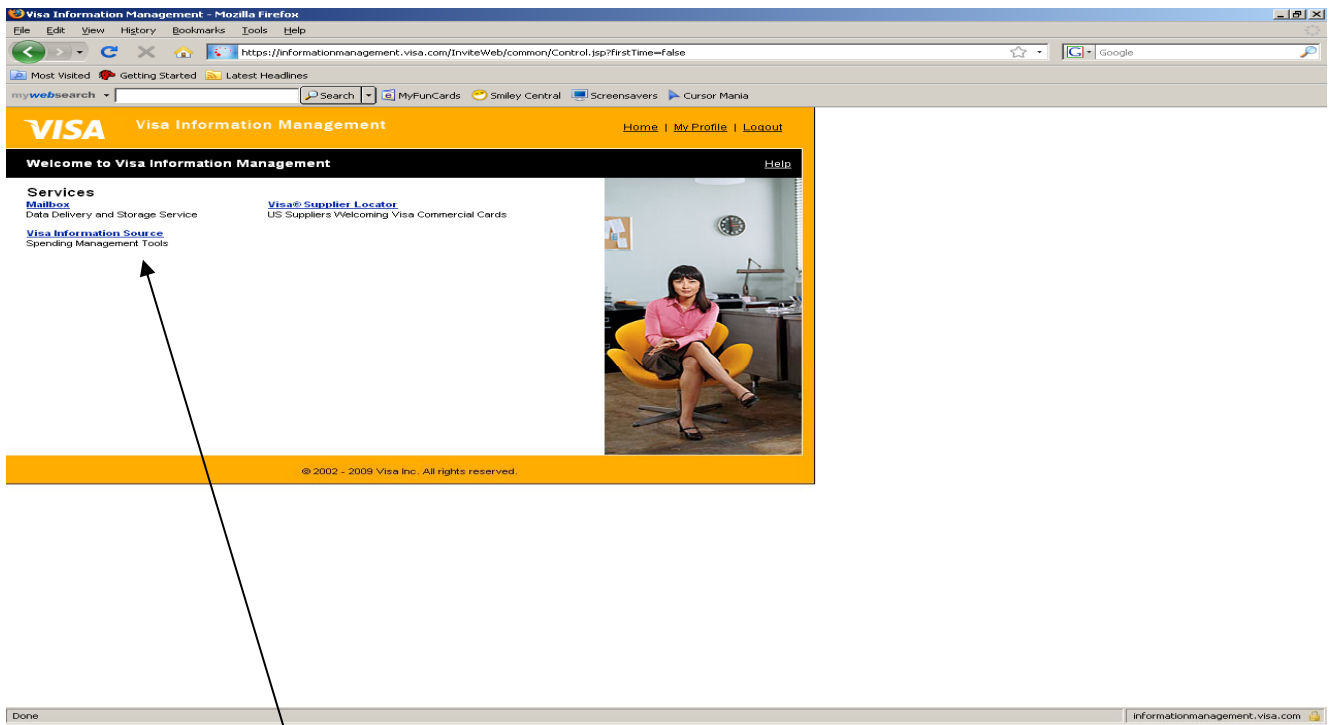 Visa Information Management - Mozilla Firefox
File Edit View History Bookmarks Tools Help
https://informationmanagement.visa.com/InviteWeb/common/Control.jsp?firstTime=false
G Google
Most Visited Getting Started Latest Headlines
mywebsearch Search MyFunCards Smiley Central Screensavers Cursor Mania
VISA Visa Information Management Home | My Profile | Logout
Welcome to Visa Information Management Help
Services
Mailbox Visa® Supplier Locator
Data Delivery and Storage Service US Suppliers Welcoming Visa Commercial Cards
Visa Information Source
Spending Management Tools
© 2002 - 2009 Visa Inc. All rights reserved.
Done informationmanagement.visa.com